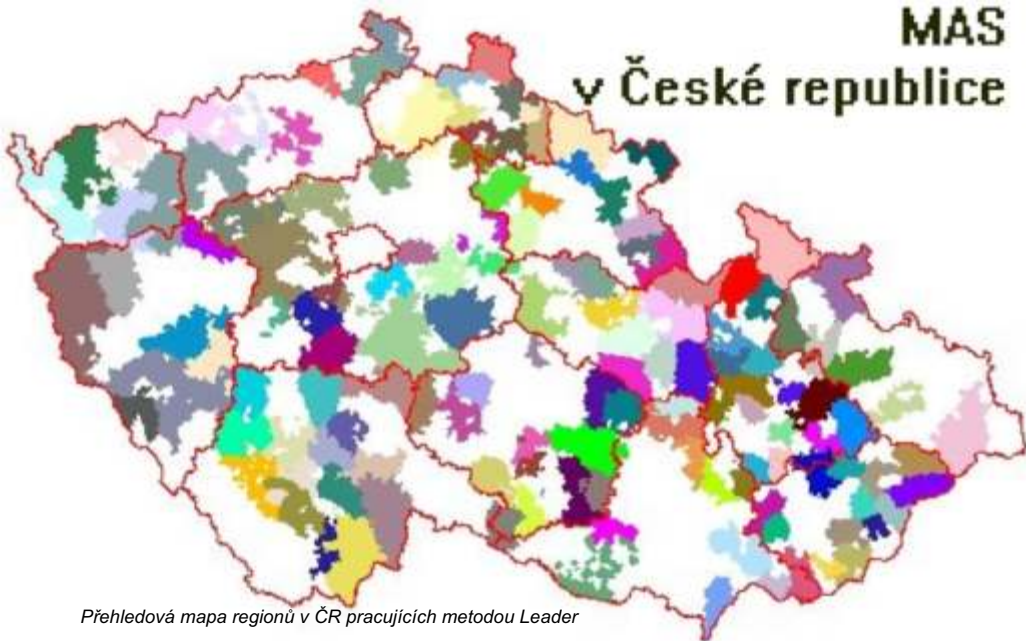 MAS
v České republice
Přehledová mapa regionů v ČR pracujících metodou Leader